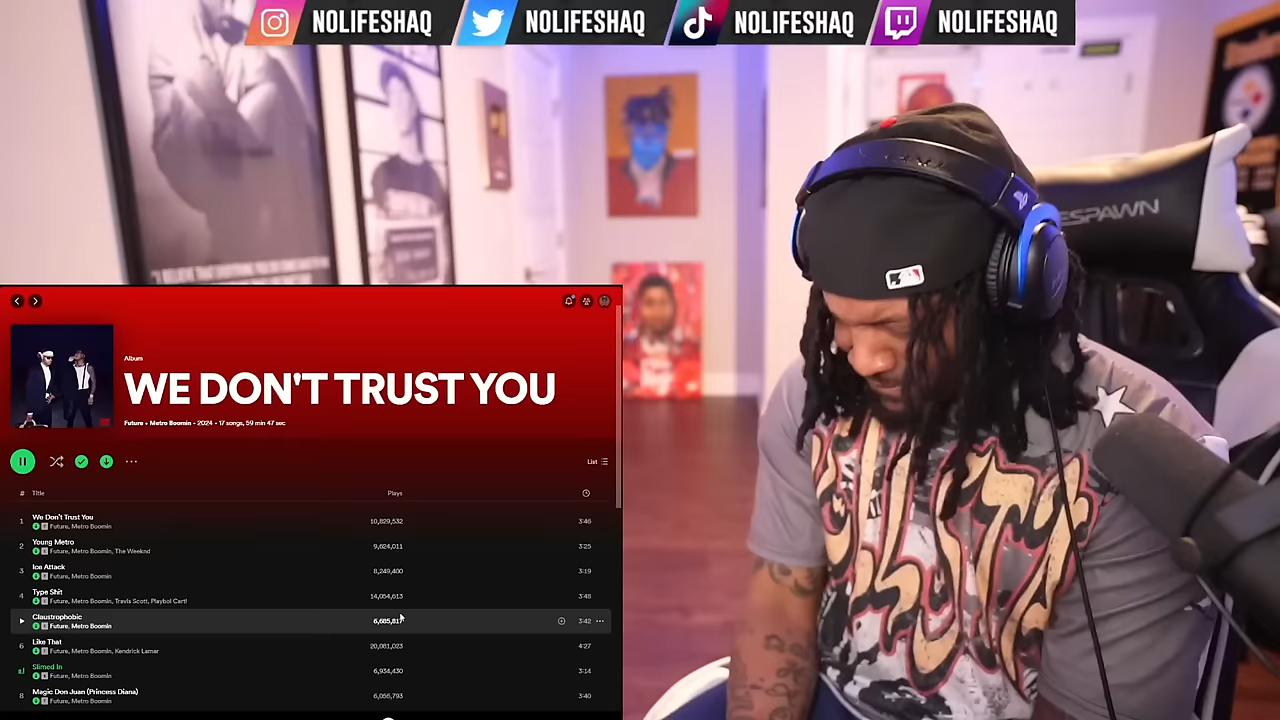 NOLIFESHAQ NOLIFESHAQ NOLIFESHAQ NOLIFESHAQ
ESPAWN
Album
WE DON'T TRUST YOU
Future • Metro Boomin • 2024 • 17 songs, 59 min 47 sec
List
# Title Plays
1 We Don't Trust You 10,829,532 3:46
Future, Metro Boomin
2 Young Metro 9,624,011 3:25
Future, Metro Boomin, The Weeknd
3 Ice Attack 8,249,400 3:19
Future, Metro Boomin
4 Type Shit 14,054,613 3:48
Future, Metro Boomin, Travis Scott, Playboi Carti
Claustrophobic 3:42
Future, Metro Boomin
6 Like That 20,081,023 4:27
Future, Metro Boomin, Kendrick Lamar
Slimed In 6,934,430 3:14
Future, Metro Boomin
8 Magic Don Juan (Princess Diana) 6,056,793 3:40
Future, Metro Boomin